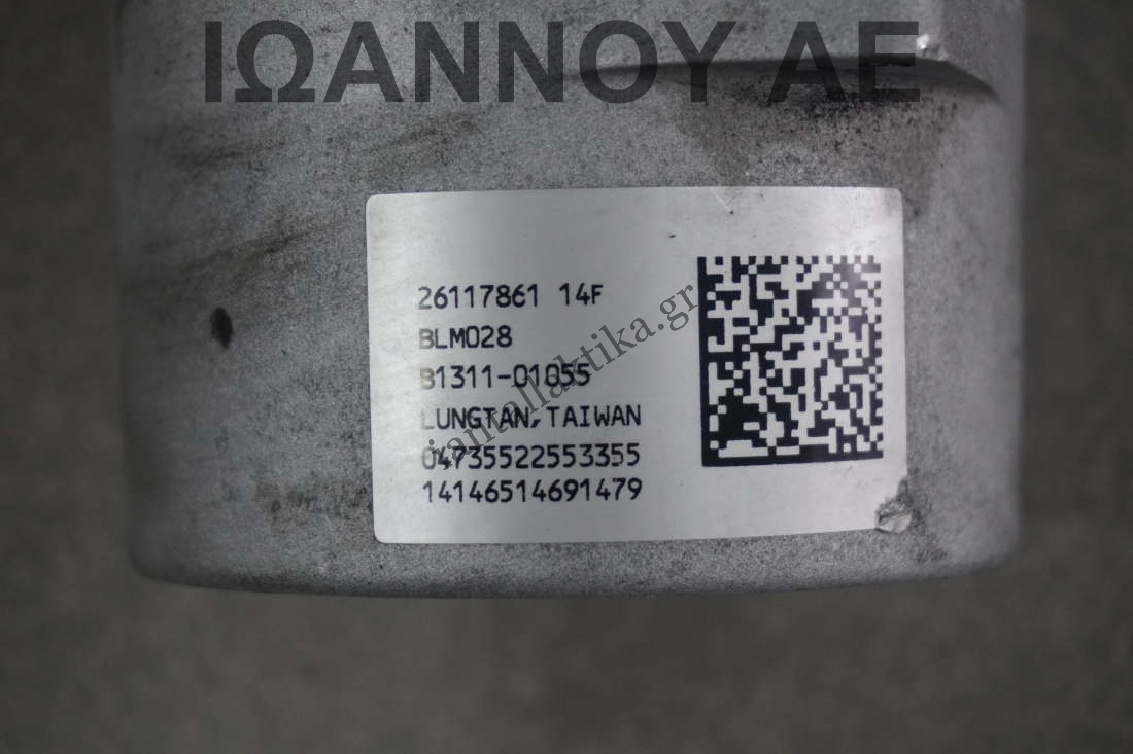 ΙΩΑΝΝΟΥ ΑΕ
26117861 14F
BLM028
B1311-01055
LUNGTAN, TAIWAN
04735522553355
14146514691479
iantallaktika.gr